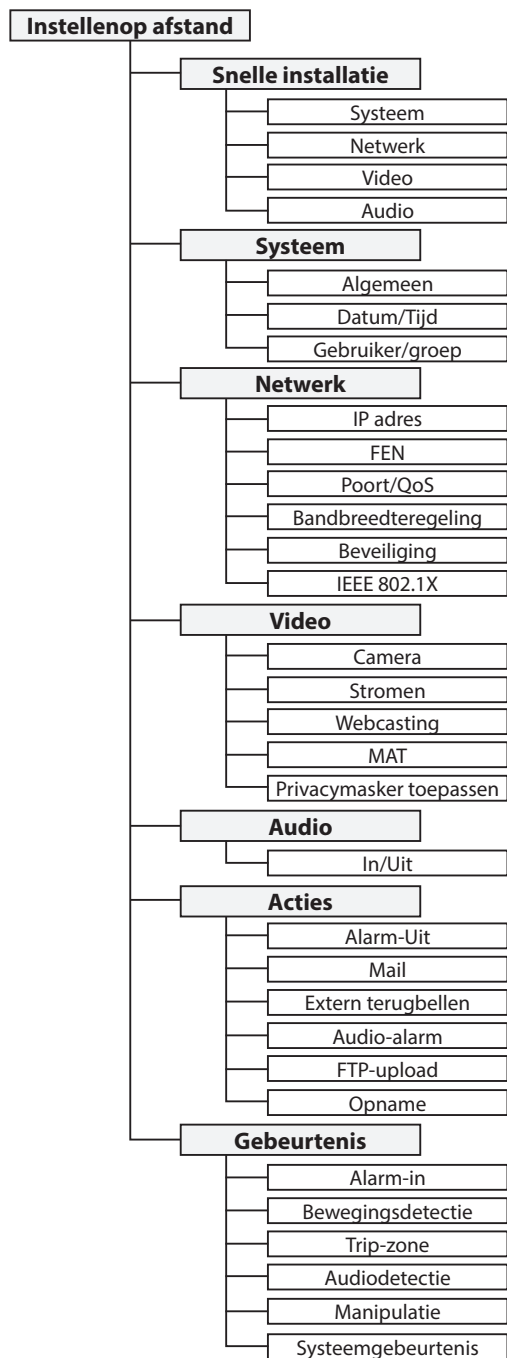 Instellenop afstand
Snelle installatie
Systeem
Netwerk
Video
Audio
Systeem
Algemeen
Datum/Tijd
Gebruiker/groep
Netwerk
IP adres
FEN
Poort/QoS
Bandbreedteregeling
Beveiliging
IEEE 802.1X
Video
Camera
Stromen
Webcasting
MAT
Privacymasker toepassen
Audio
In/Uit
Acties
Alarm-Uit
Mail
Extern terugbellen
Audio-alarm
FTP-upload
Opname
Gebeurtenis
Alarm-in
Bewegingsdetectie
Trip-zone
Audiodetectie
Manipulatie
Systeemgebeurtenis